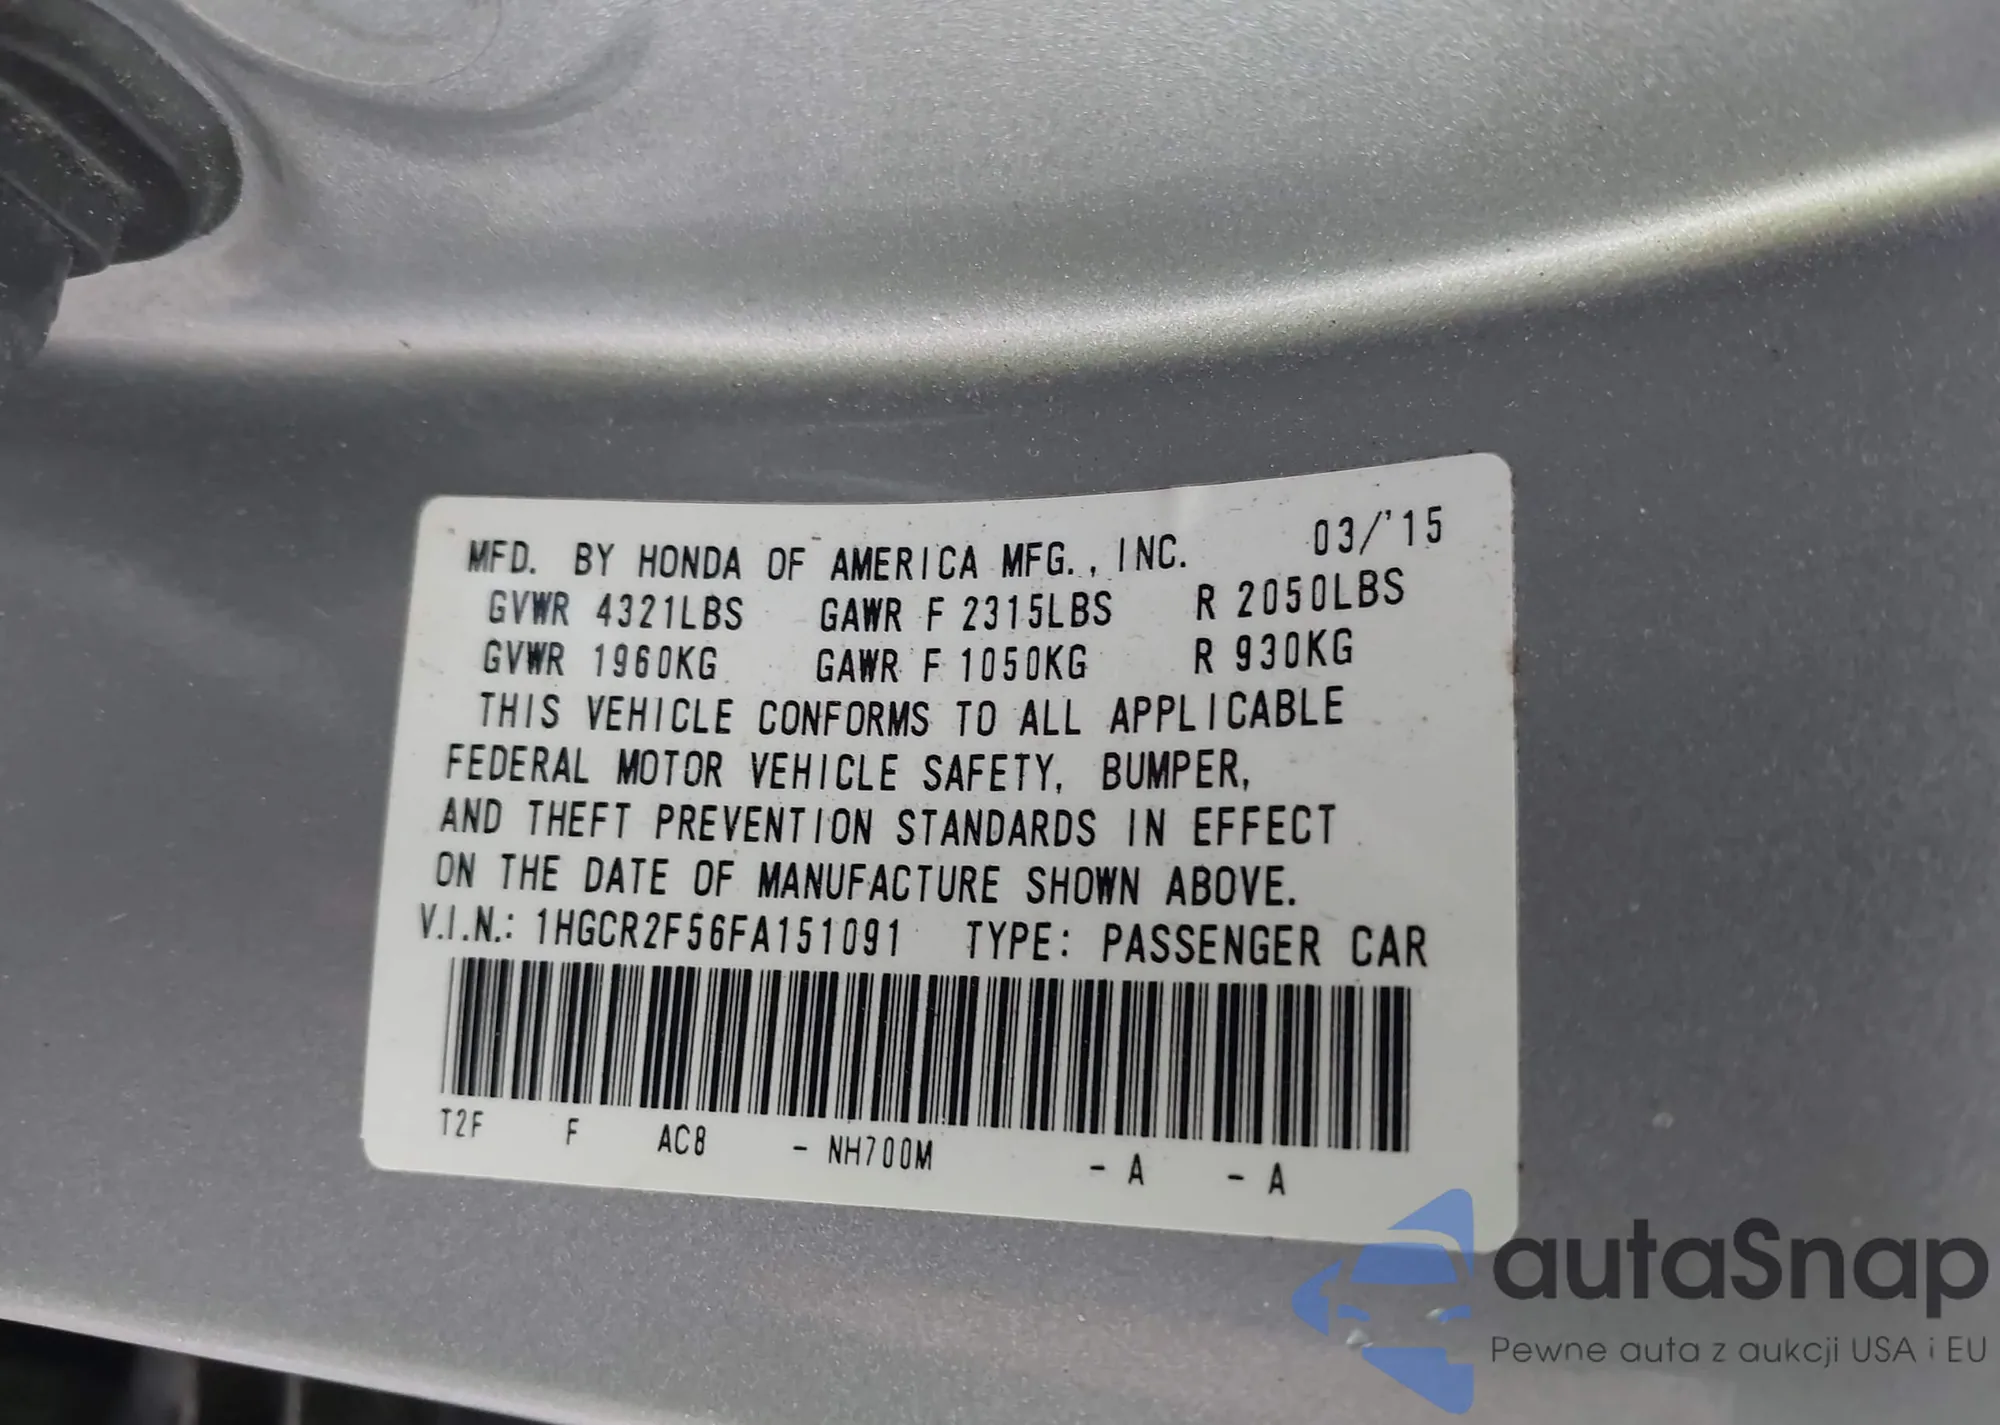 MFD. BY HONDA OF AMERICA MFG., INC. 03/'15
GVWR 4321LBS GAWR F 2315LBS R 2050LBS
GVWR 1960KG GAWR F 1050KG R 930KG
THIS VEHICLE CONFORMS TO ALL APPLICABLE
FEDERAL MOTOR VEHICLE SAFETY, BUMPER,
AND THEFT PREVENTION STANDARDS IN EFFECT
ON THE DATE OF MANUFACTURE SHOWN ABOVE.
V.I.N.: 1HGCR2F56FA151091 TYPE: PASSENGER CAR
T2F F AC8 - NH700M - A - A
autaSnap
Pewne auta z aukcji USA i EU